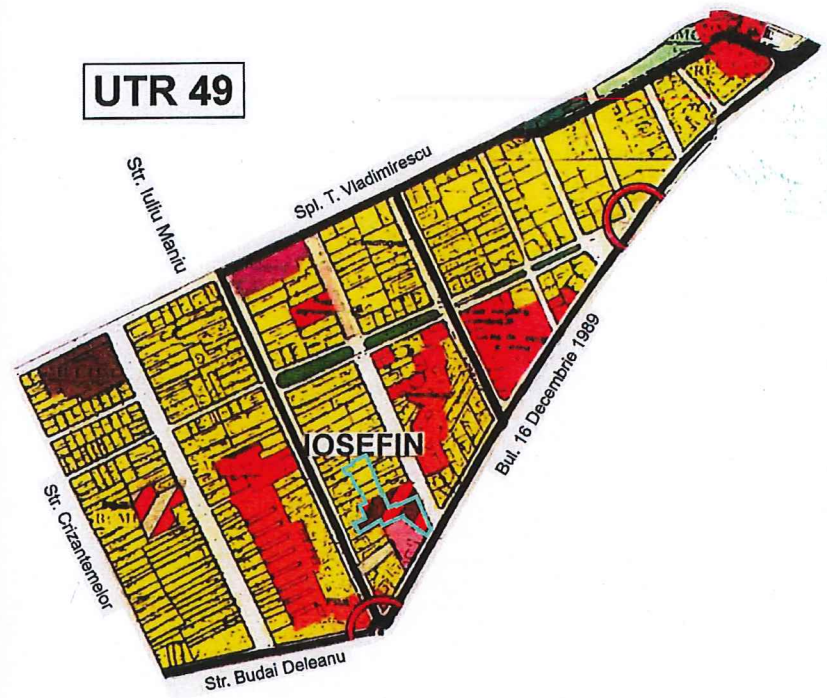 UTR 49
Str. Iuliu Maniu
Spl. T. Vladimirescu
Bul. 16 Decembrie 1989
IOSEFIN
Str. Crizantemelor
Str. Budai Deleanu